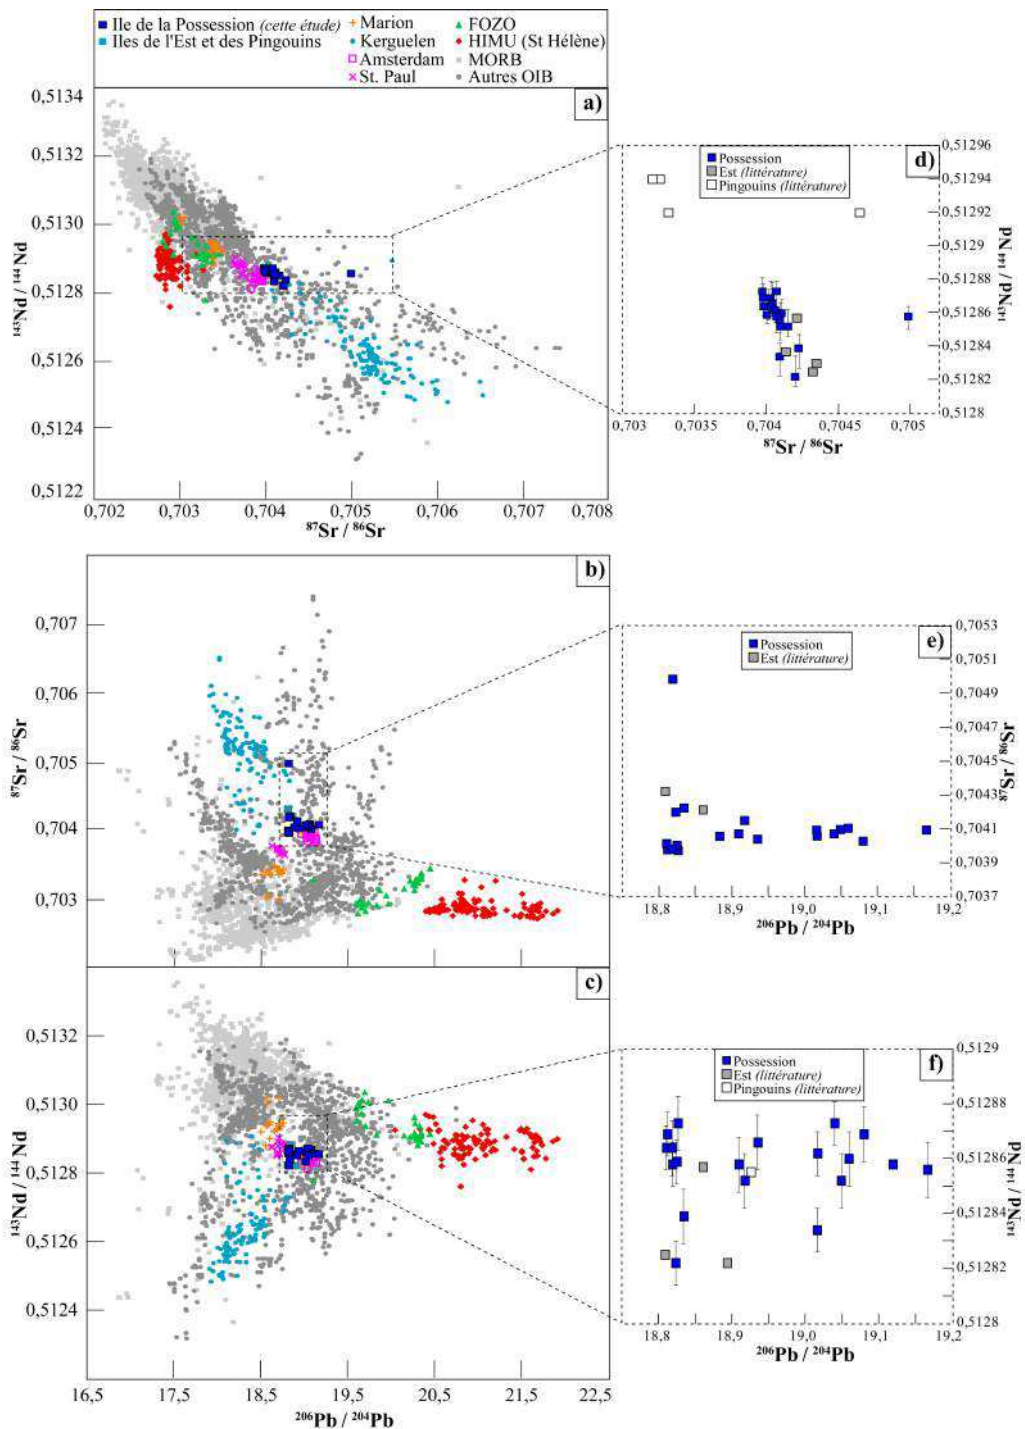 Ile de la Possession (cette étude)
Iles de l'Est et des Pingouins
Marion
Kerguelen
Amsterdam
St. Paul
FOZO
HIMU (St Hélène)
MORB
Autres OIB
a)
0,5134
0,5132
0,5130
0,5128
0,5126
0,5124
0,5122
143Nd / 144Nd
0,702 0,703 0,704 0,705 0,706 0,707 0,708
87Sr / 86Sr
d)
Possession
Est (littérature)
Pingouins (littérature)
0,51296
0,51294
0,51292
0,5129
0,51288
0,51286
0,51284
0,51282
0,5128
143Nd / 144Nd
0,703 0,7035 0,704 0,7045 0,705
87Sr / 86Sr
b)
0,707
0,706
0,705
0,704
0,703
87Sr / 86Sr
e)
Possession
Est (littérature)
0,7053
0,7051
0,7049
0,7047
0,7045
0,7043
0,7041
0,7039
0,7037
87Sr / 86Sr
18,8 18,9 19,0 19,1 19,2
206Pb / 204Pb
c)
0,5132
0,5130
0,5128
0,5126
0,5124
143Nd / 144Nd
16,5 17,5 18,5 19,5 20,5 21,5 22,5
206Pb / 204Pb
f)
Possession
Est (littérature)
Pingouins (littérature)
0,5129
0,51288
0,51286
0,51284
0,51282
0,5128
143Nd / 144Nd
18,8 18,9 19,0 19,1 19,2
206Pb / 204Pb